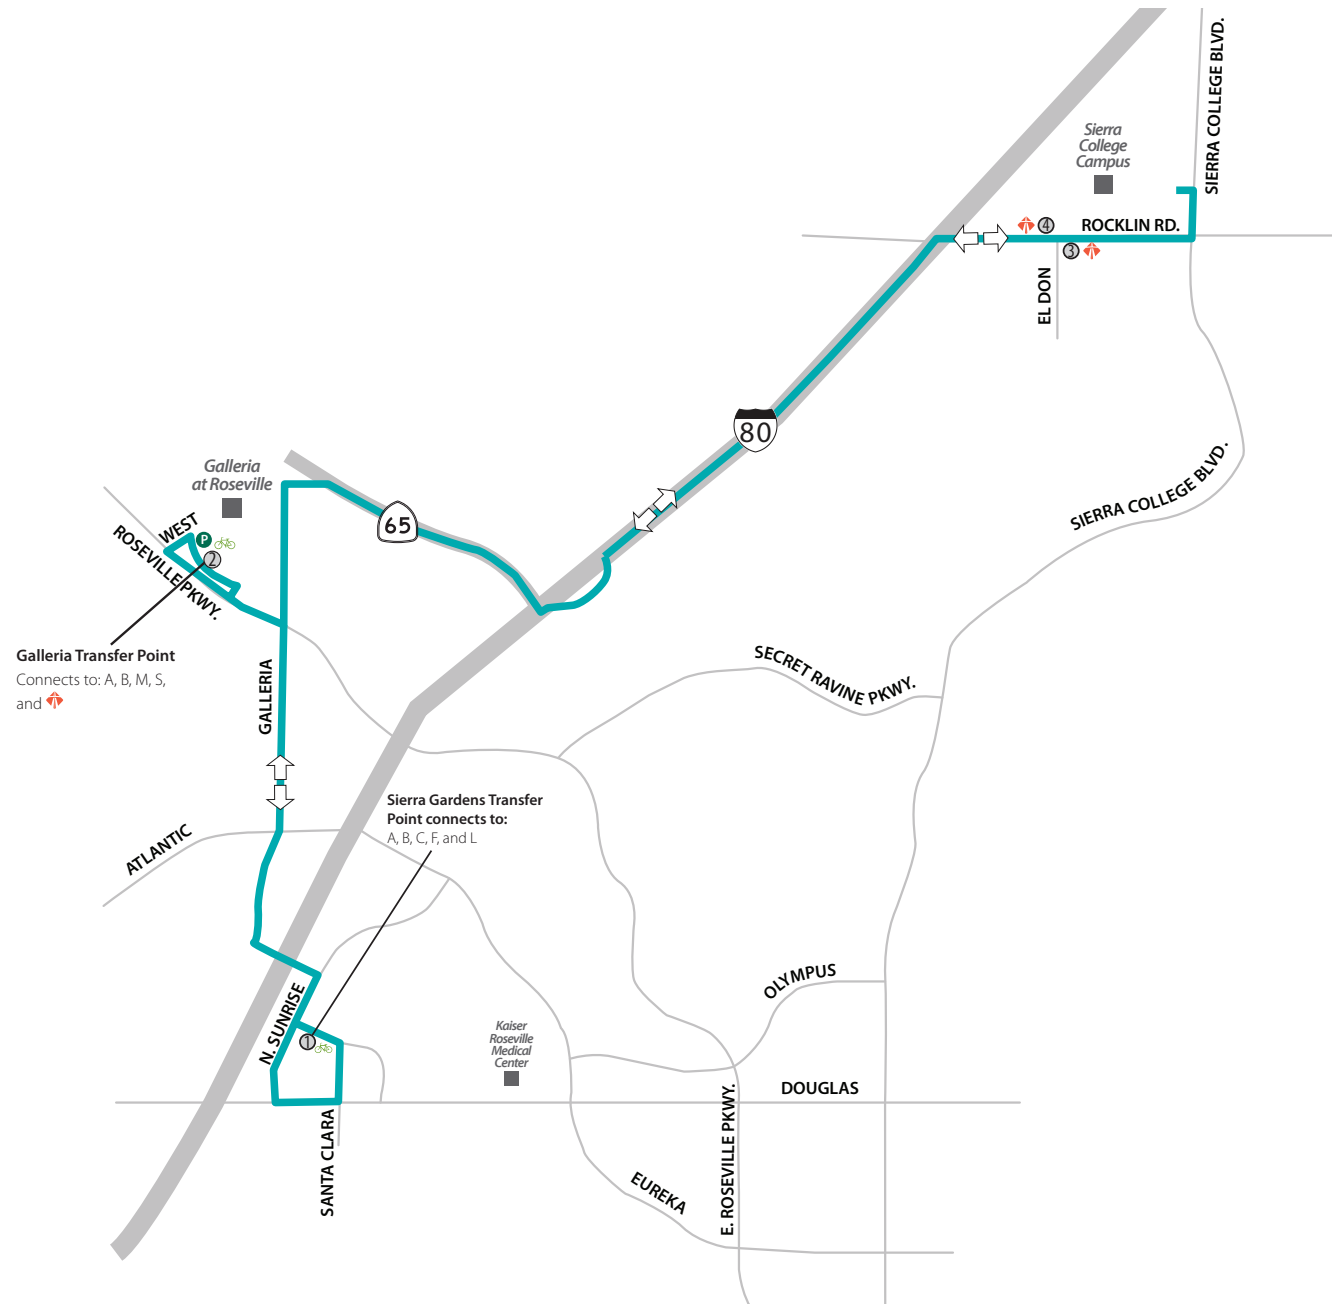 SIERRA COLLEGE BLVD.
Sierra
College
Campus
4
ROCKLIN RD.
3
EL DON
80
SIERRA COLLEGE BLVD.
Galleria
at Roseville
65
WEST
P
2
ROSEVILLE PKWY.
Galleria Transfer Point
Connects to: A, B, M, S,
and
GALLERIA
SECRET RAVINE PKWY.
Sierra Gardens Transfer
Point connects to:
A, B, C, F, and L
ATLANTIC
OLYMPUS
N. SUNRISE
1
Kaiser
Roseville
Medical
Center
DOUGLAS
SANTA CLARA
E. ROSEVILLE PKWY.
EUREKA